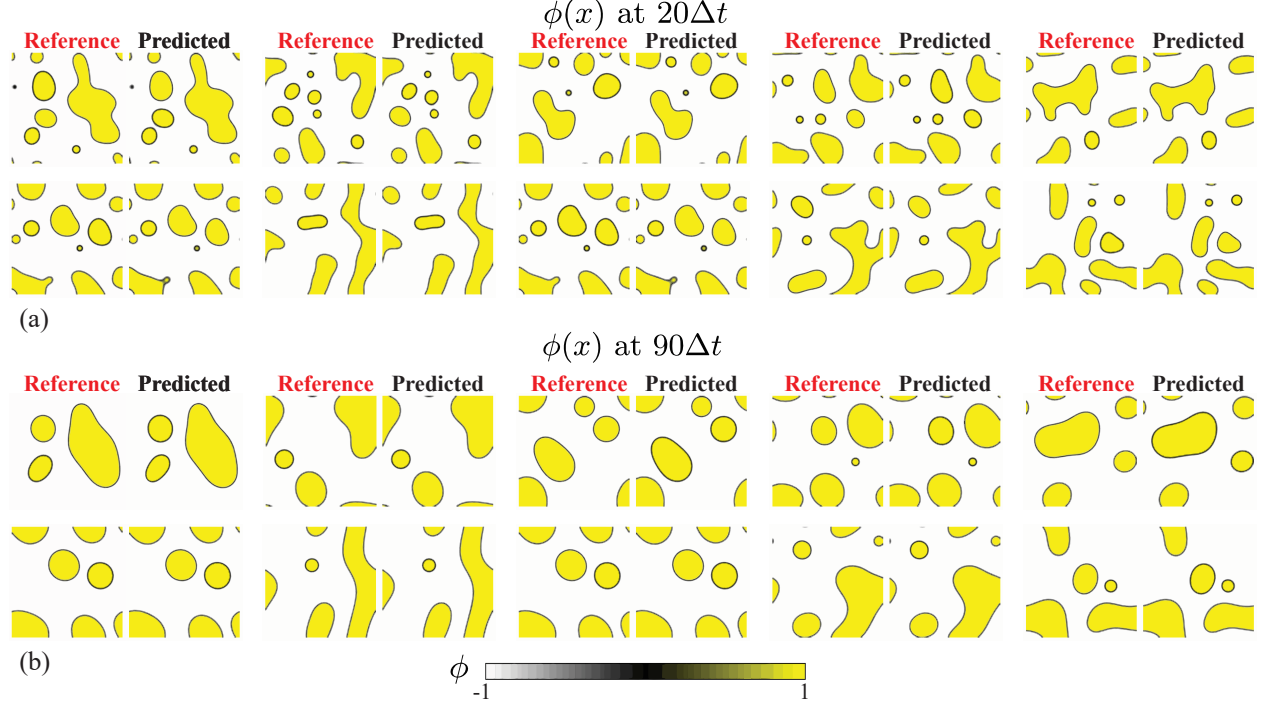 ϕ(x) at 20Δt
Reference Predicted Reference Predicted Reference Predicted Reference Predicted Reference Predicted
(a)
ϕ(x) at 90Δt
Reference Predicted Reference Predicted Reference Predicted Reference Predicted Reference Predicted
(b)
ϕ
-1 1